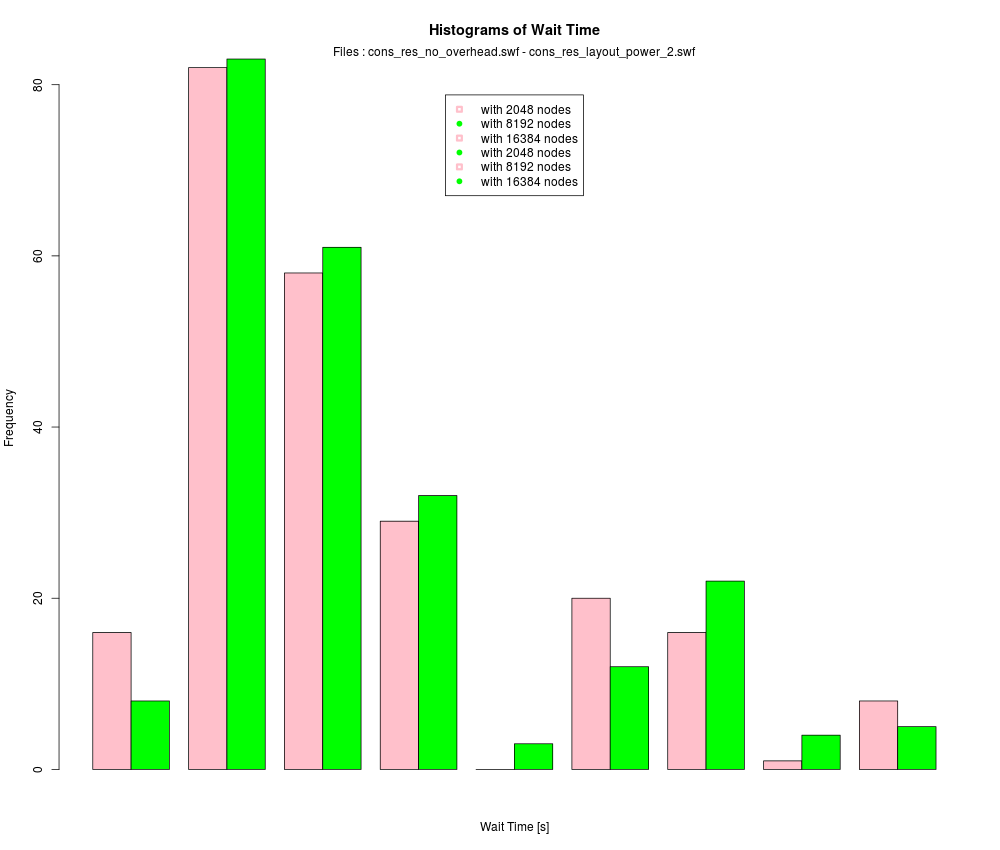 Histograms of Wait Time
Files : cons_res_no_overhead.swf - cons_res_layout_power_2.swf
with 2048 nodes
with 8192 nodes
with 16384 nodes
with 2048 nodes
with 8192 nodes
with 16384 nodes
80
60
40
20
0
Frequency
Wait Time [s]